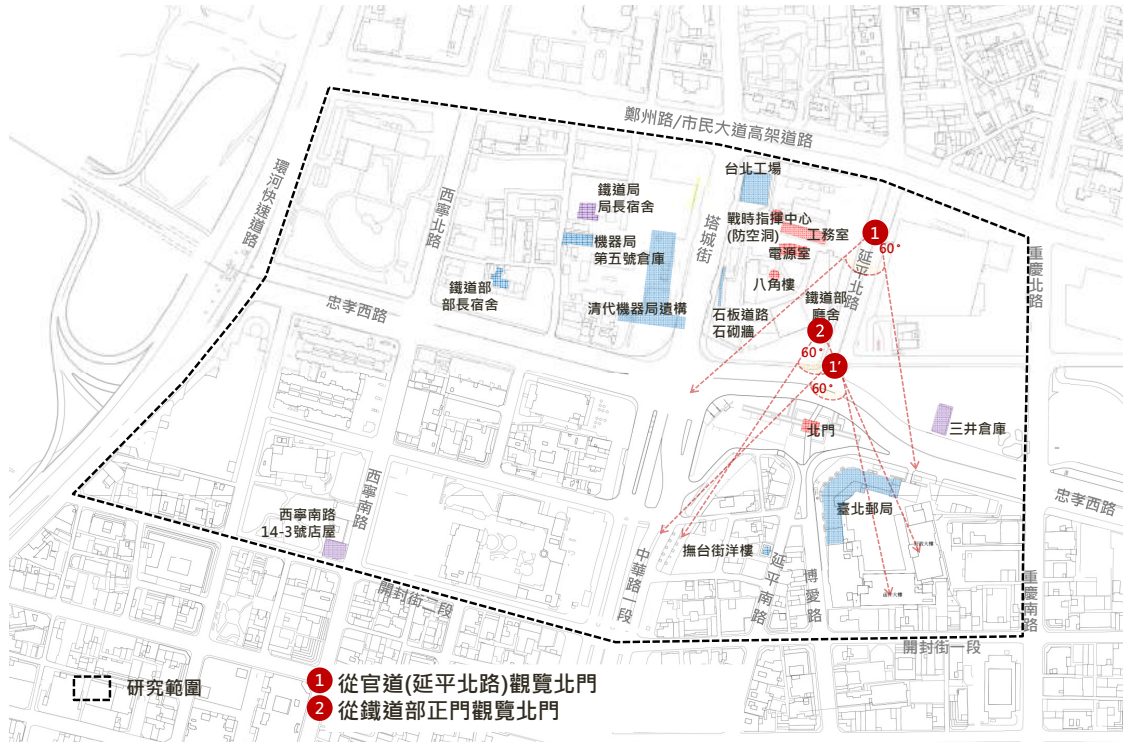 鄭州路/市民大道高架道路
環河快速道路
西寧北路
鐵道局
局長宿舍
機器局
第五號倉庫
鐵道部
部長宿舍
清代機器局遺構
忠孝西路
塔城街
台北工場
戰時指揮中心
(防空洞)
工務室
電源室
八角樓
石板道路
石砌牆
鐵道部
廳舍
延平北路
1
60°
2
60°
1’
60°
重慶北路
北門
三井倉庫
忠孝西路
西寧南路
西寧南路
14-3號店屋
開封街二段
中華路一段
撫台街洋樓
延平南路
博愛路
臺北郵局
重慶南路
開封街一段
研究範圍
1 從官道(延平北路)觀覽北門
2 從鐵道部正門觀覽北門